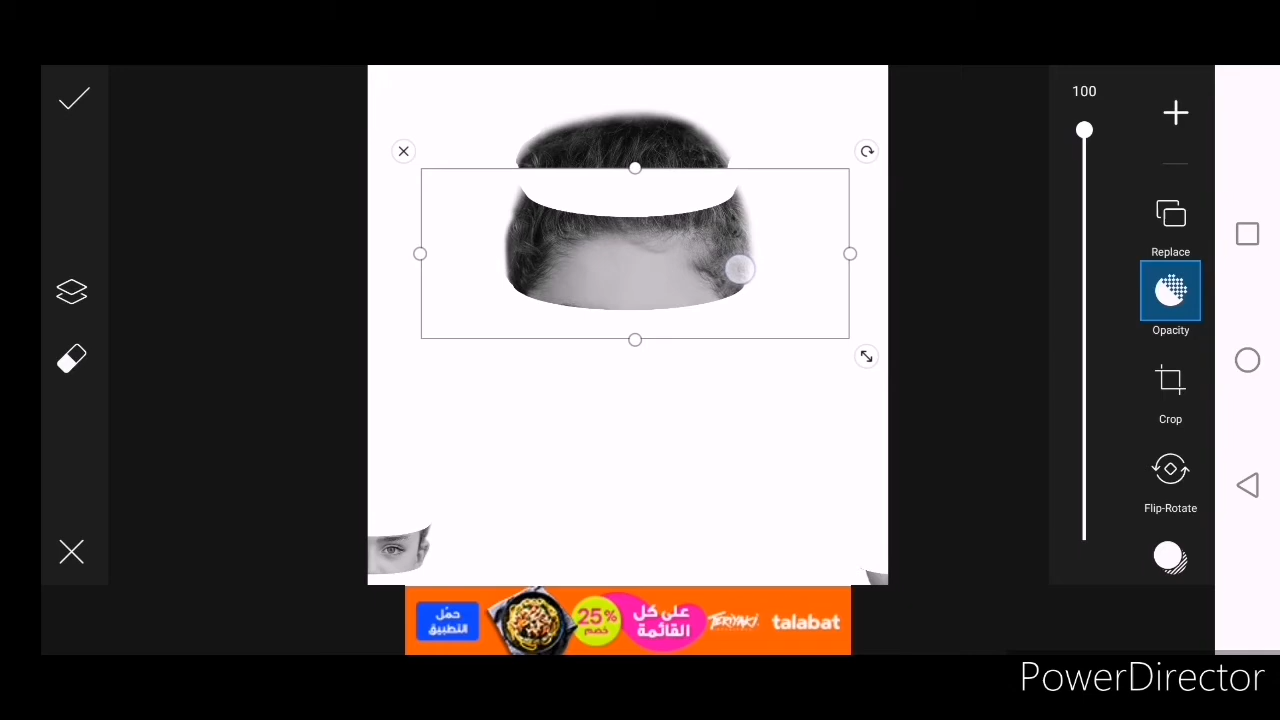 100
Replace
Opacity
Crop
Flip-Rotate
حمّل
التطبيق
25%
خصم
على كل
القائمة
TERIYAKI
talabat
PowerDirector